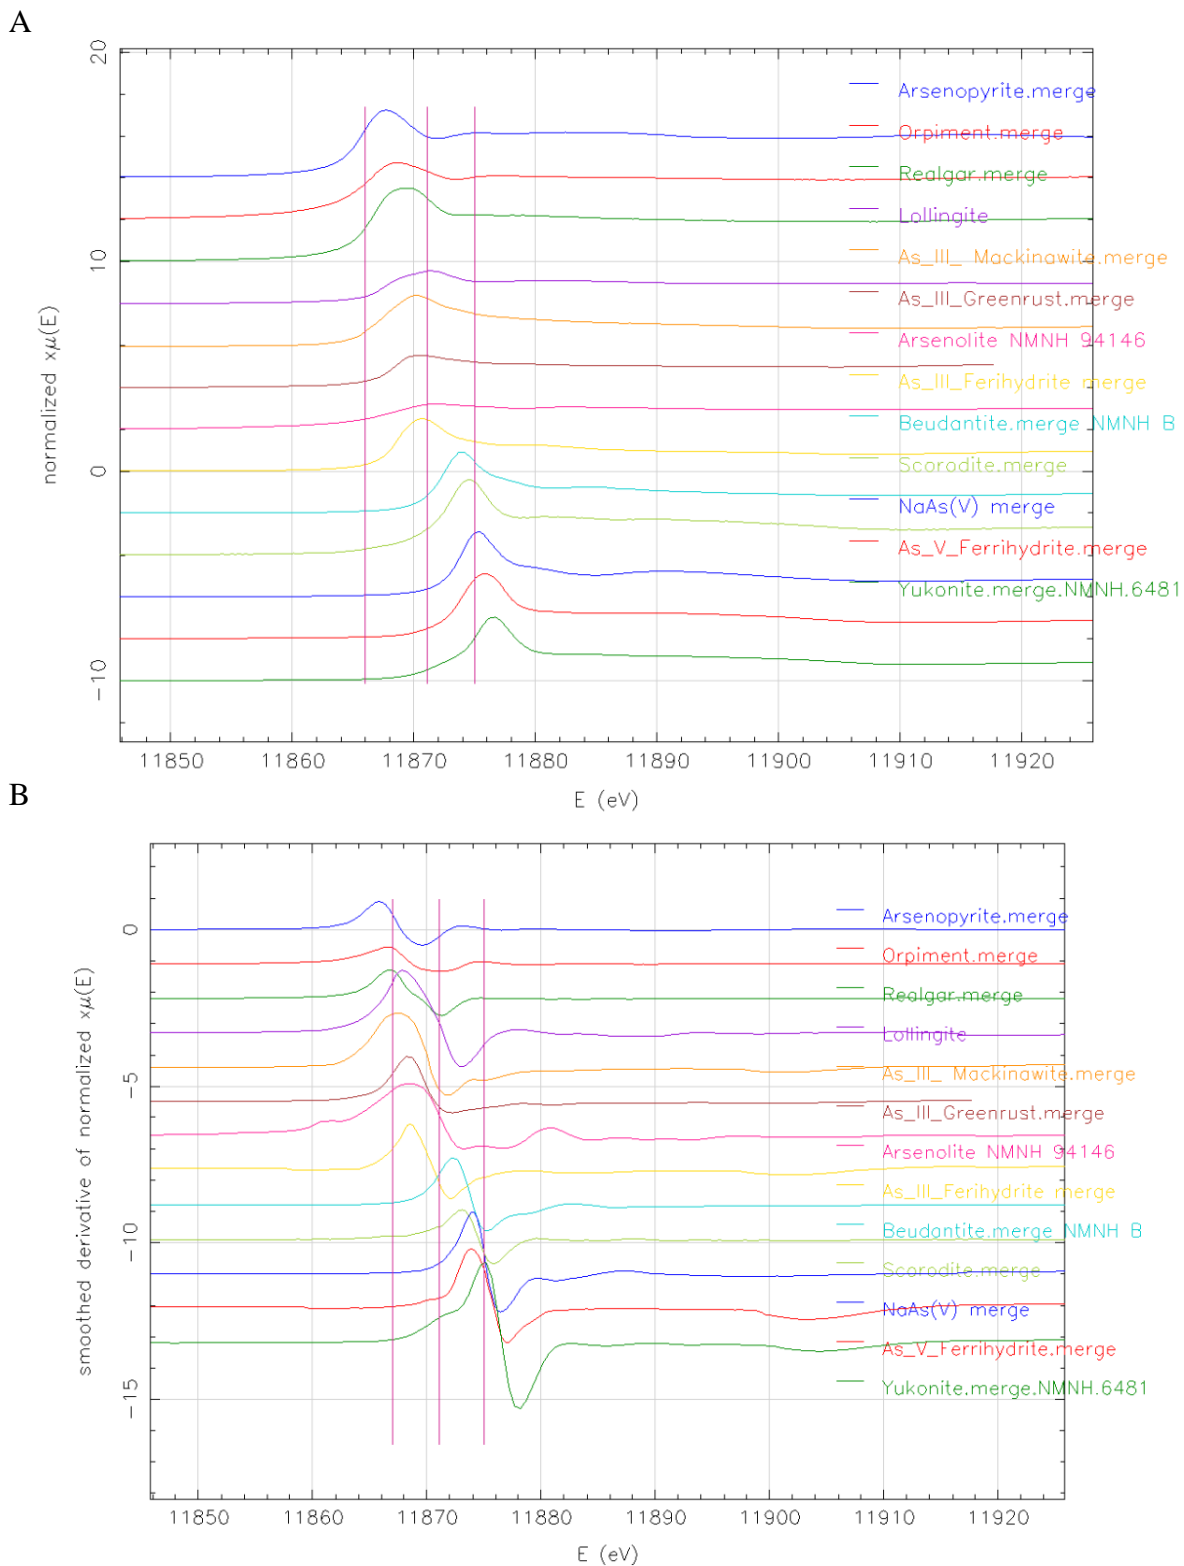 A
20
10
0
−10
normalized xμ(E)
Arsenopyrite.merge
Orpiment.merge
Realgar.merge
Lollingite
As_III_ Mackinawite.merge
As_III_Greenrust.merge
Arsenolite NMNH 94146
As_III_Ferihydrite merge
Beudantite.merge NMNH B
Scorodite.merge
NaAs(V) merge
As_V_Ferrihydrite.merge
Yukonite.merge.NMNH.6481
11850 11860 11870 11880 11890 11900 11910 11920
E (eV)
B
0
−5
−10
−15
smoothed derivative of normalized xμ(E)
Arsenopyrite.merge
Orpiment.merge
Realgar.merge
Lollingite
As_III_ Mackinawite.merge
As_III_Greenrust.merge
Arsenolite NMNH 94146
As_III_Ferihydrite merge
Beudantite.merge NMNH B
Scorodite.merge
NaAs(V) merge
As_V_Ferrihydrite.merge
Yukonite.merge.NMNH.6481
11850 11860 11870 11880 11890 11900 11910 11920
E (eV)